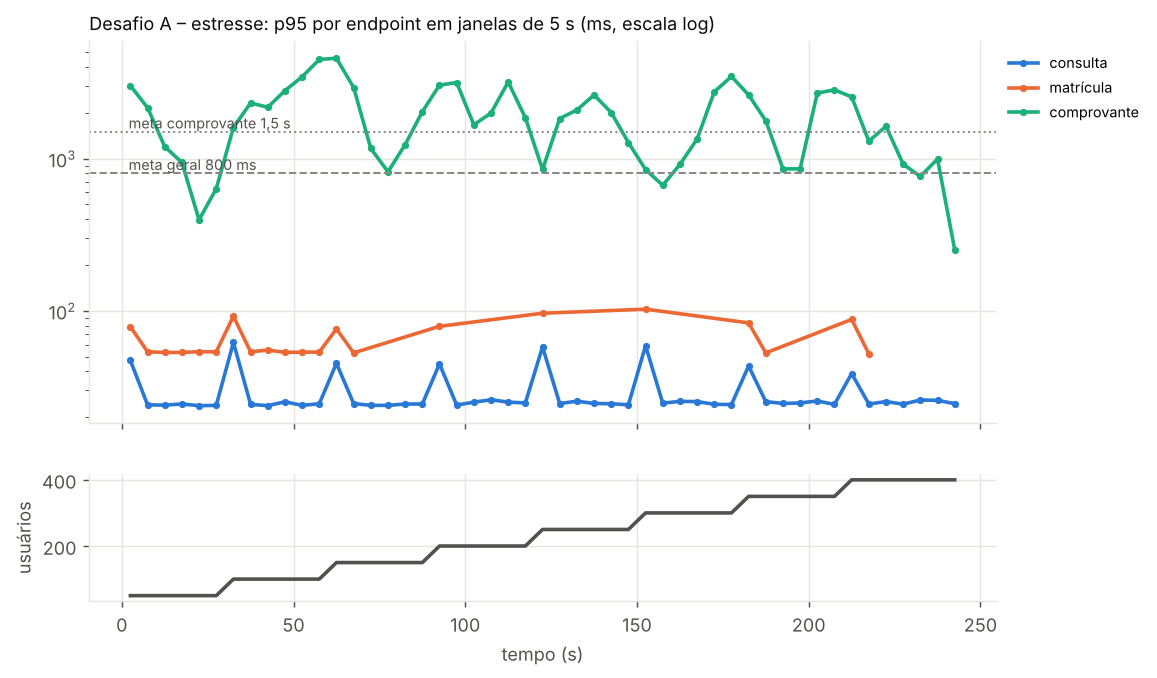 Desafio A – estresse: p95 por endpoint em janelas de 5 s (ms, escala log)
consulta
matrícula
comprovante
meta comprovante 1,5 s
10³
meta geral 800 ms
10²
400
200
usuários
0
50
100
150
200
250
tempo (s)